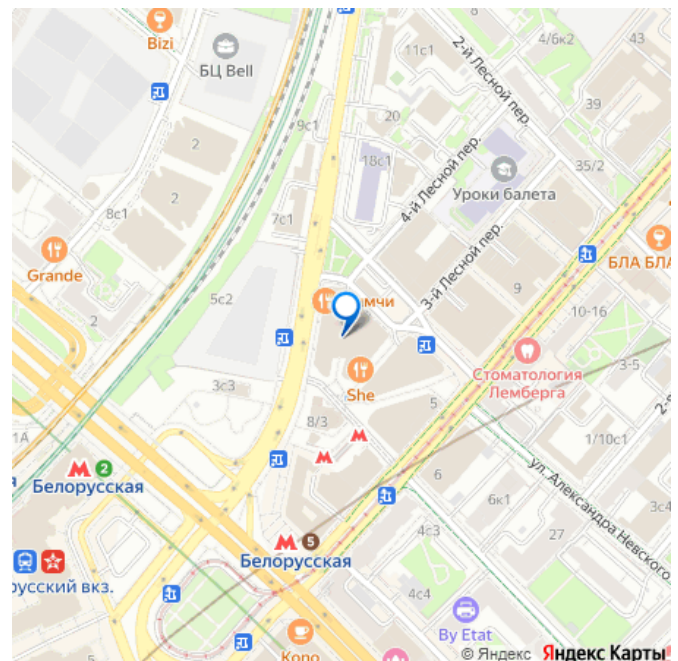 Bizi
БЦ Bell
11с1
2-й Лесной пер.
4/6к2
43
39
20
9с1
2
18с1
4-й Лесной пер.
Уроки балета
35/2
2
8с1
7с1
3-й Лесной пер.
БЛА БЛА
Grande
5с2
9
10-16
2
Стоматология
Лемберга
3-5
She
3с3
8/3
5
1/10с1
1А
2
Белорусская
6
6к1
ул. Александра Невского
3с4
4с3
27
5
Белорусская
русский вкз.
4с4
By Etat
© Яндекс Яндекс Карты